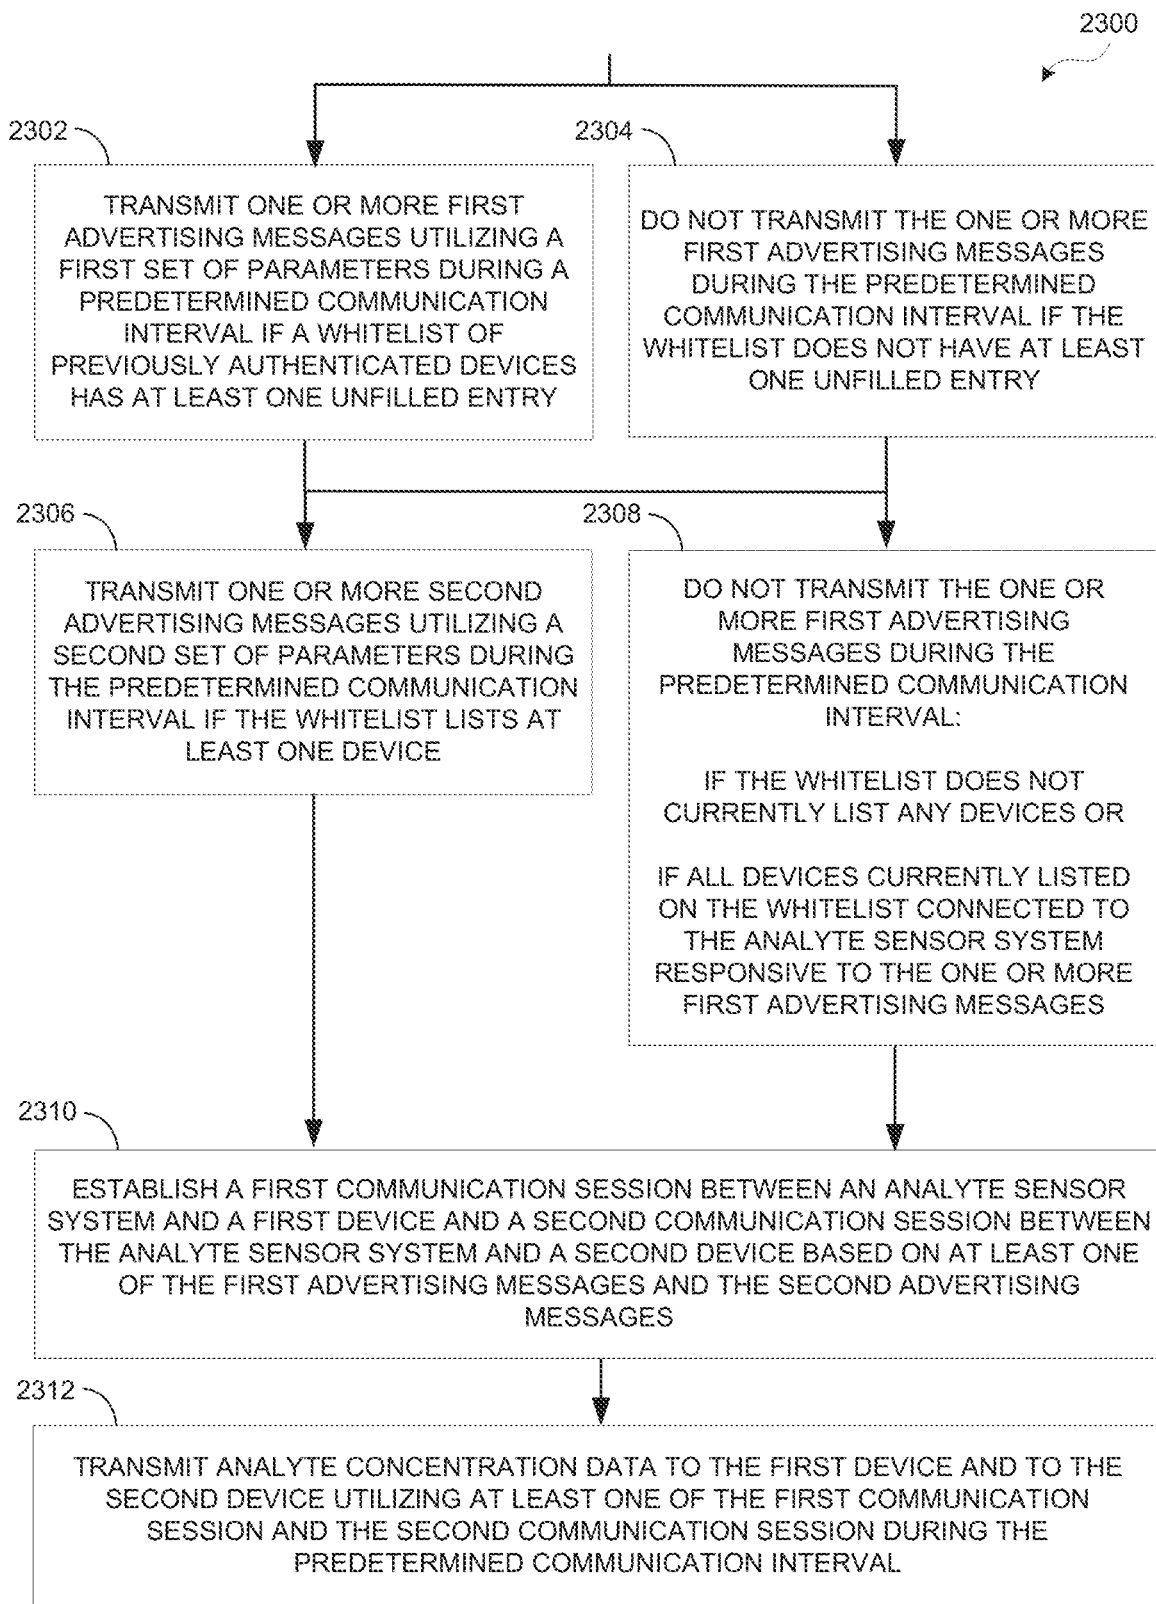 2300
2302
2304
TRANSMIT ONE OR MORE FIRST
ADVERTISING MESSAGES UTILIZING A
FIRST SET OF PARAMETERS DURING A
PREDETERMINED COMMUNICATION
INTERVAL IF A WHITELIST OF
PREVIOUSLY AUTHENTICATED DEVICES
HAS AT LEAST ONE UNFILLED ENTRY
DO NOT TRANSMIT THE ONE OR MORE
FIRST ADVERTISING MESSAGES
DURING THE PREDETERMINED
COMMUNICATION INTERVAL IF THE
WHITELIST DOES NOT HAVE AT LEAST
ONE UNFILLED ENTRY
2306
2308
TRANSMIT ONE OR MORE SECOND
ADVERTISING MESSAGES UTILIZING A
SECOND SET OF PARAMETERS DURING
THE PREDETERMINED COMMUNICATION
INTERVAL IF THE WHITELIST LISTS AT
LEAST ONE DEVICE
DO NOT TRANSMIT THE ONE OR
MORE FIRST ADVERTISING
MESSAGES DURING THE
PREDETERMINED COMMUNICATION
INTERVAL:
IF THE WHITELIST DOES NOT
CURRENTLY LIST ANY DEVICES OR
IF ALL DEVICES CURRENTLY LISTED
ON THE WHITELIST CONNECTED TO
THE ANALYTE SENSOR SYSTEM
RESPONSIVE TO THE ONE OR MORE
FIRST ADVERTISING MESSAGES
2310
ESTABLISH A FIRST COMMUNICATION SESSION BETWEEN AN ANALYTE SENSOR
SYSTEM AND A FIRST DEVICE AND A SECOND COMMUNICATION SESSION BETWEEN
THE ANALYTE SENSOR SYSTEM AND A SECOND DEVICE BASED ON AT LEAST ONE
OF THE FIRST ADVERTISING MESSAGES AND THE SECOND ADVERTISING
MESSAGES
2312
TRANSMIT ANALYTE CONCENTRATION DATA TO THE FIRST DEVICE AND TO THE
SECOND DEVICE UTILIZING AT LEAST ONE OF THE FIRST COMMUNICATION
SESSION AND THE SECOND COMMUNICATION SESSION DURING THE
PREDETERMINED COMMUNICATION INTERVAL